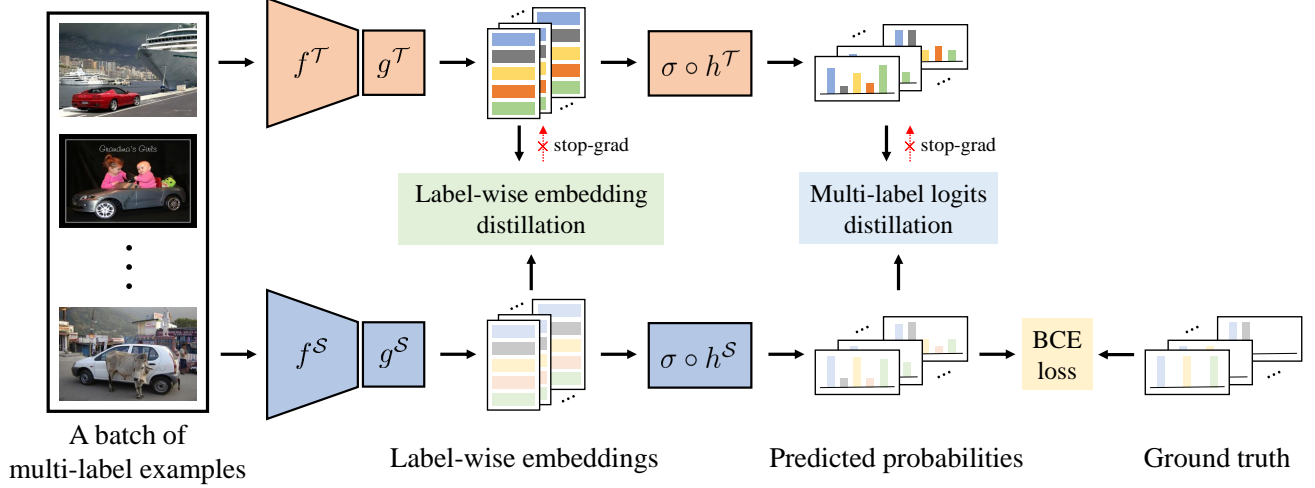 f^𝒯
g^𝒯
σ ∘ h^𝒯
Grandma's Girls
stop-grad
stop-grad
Label-wise embedding
distillation
Multi-label logits
distillation
f^𝒮
g^𝒮
σ ∘ h^𝒮
BCE
loss
A batch of
multi-label examples
Label-wise embeddings
Predicted probabilities
Ground truth